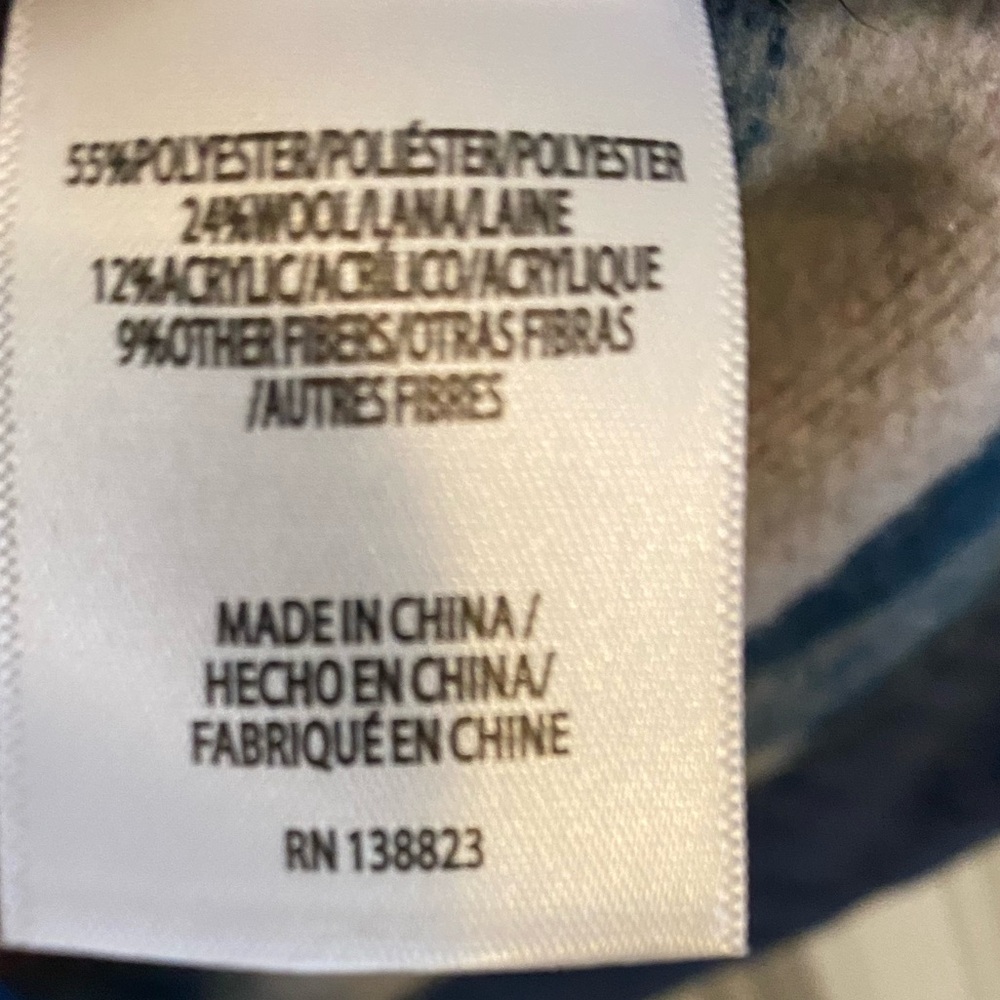 55%POLYESTER/POLIÉSTER/POLYESTER
24%WOOL/LANA/LAINE
12%ACRYLIC/ACRÍLICO/ACRYLIQUE
9%OTHER FIBERS/OTRAS FIBRAS
/AUTRES FIBRES
MADE IN CHINA /
HECHO EN CHINA/
FABRIQUÉ EN CHINE
RN 138823